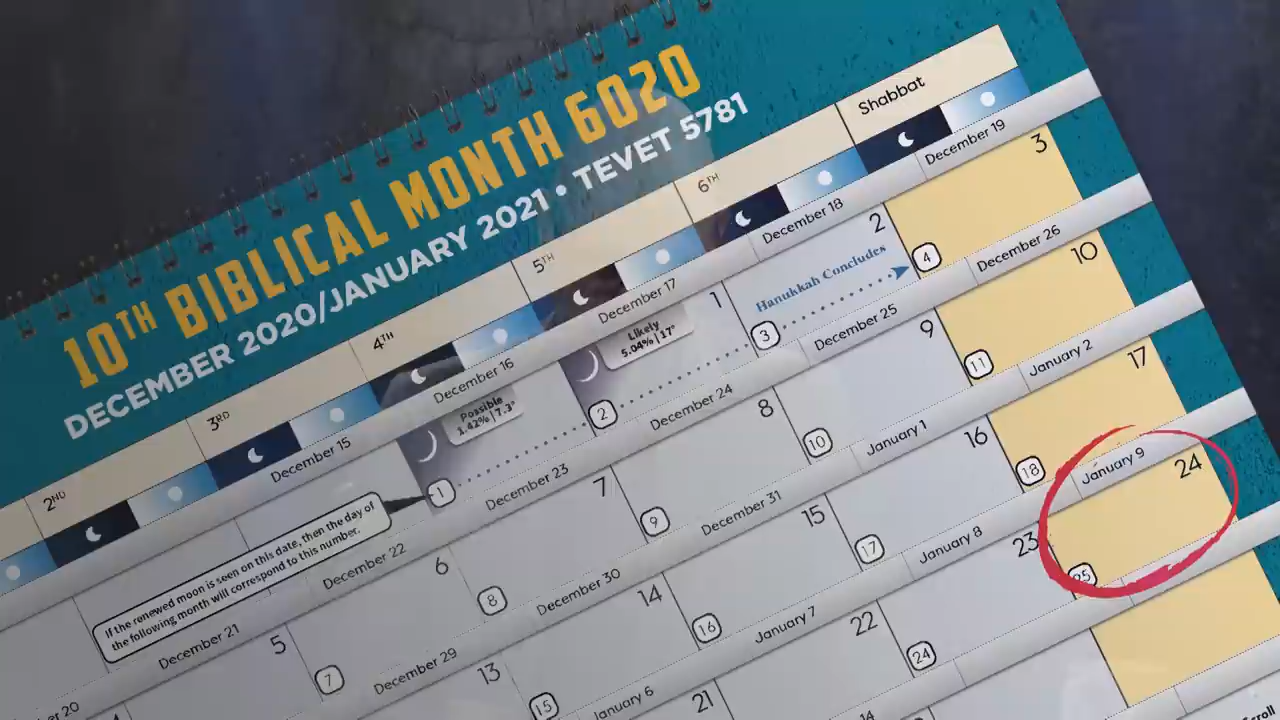 10TH BIBLICAL MONTH 6020
DECEMBER 2020/JANUARY 2021 • TEVET 5781
2ND
3RD
4TH
5TH
6TH
Shabbat
December 15
December 16
December 17
December 18
December 19
If the renewed moon is seen on this date, then the day of
the following month will correspond to this number.
Possible
1.42% | 7.3°
1
Likely
5.04% | 17°
1
2
Hanukkah Concludes
2
3
3
4
December 21
December 22
December 23
December 24
December 25
December 26
5
7
6
8
7
9
8
10
9
11
10
December 29
December 30
December 31
January 1
January 2
13
15
14
16
15
17
16
18
17
January 6
January 7
January 8
January 9
21
22
24
23
25
24